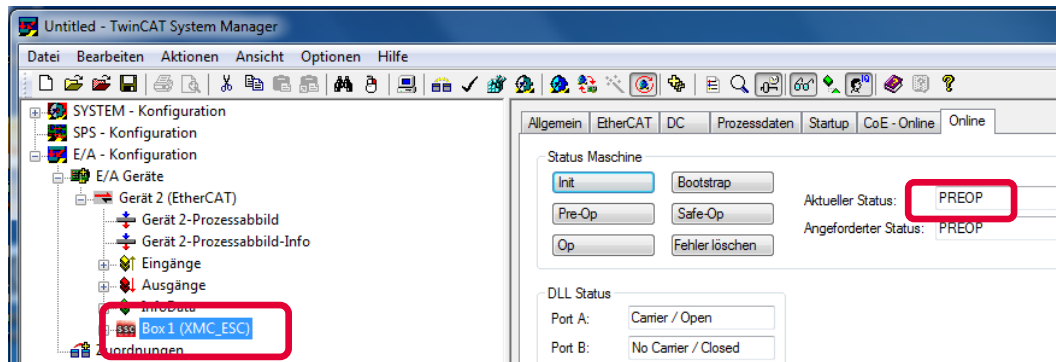 Untitled - TwinCAT System Manager
Datei Bearbeiten Aktionen Ansicht Optionen Hilfe
SYSTEM - Konfiguration
SPS - Konfiguration
E/A - Konfiguration
E/A Geräte
Gerät 2 (EtherCAT)
Gerät 2-Prozessabbild
Gerät 2-Prozessabbild-Info
Eingänge
Ausgänge
InfoData
SSC Box 1 (XMC_ESC)
Zuordnungen
Allgemein EtherCAT DC Prozessdaten Startup CoE - Online Online
Status Maschine
Init Bootstrap
Pre-Op Safe-Op
Op Fehler löschen
Aktueller Status: PREOP
Angeforderter Status: PREOP
DLL Status
Port A: Carrier / Open
Port B: No Carrier / Closed